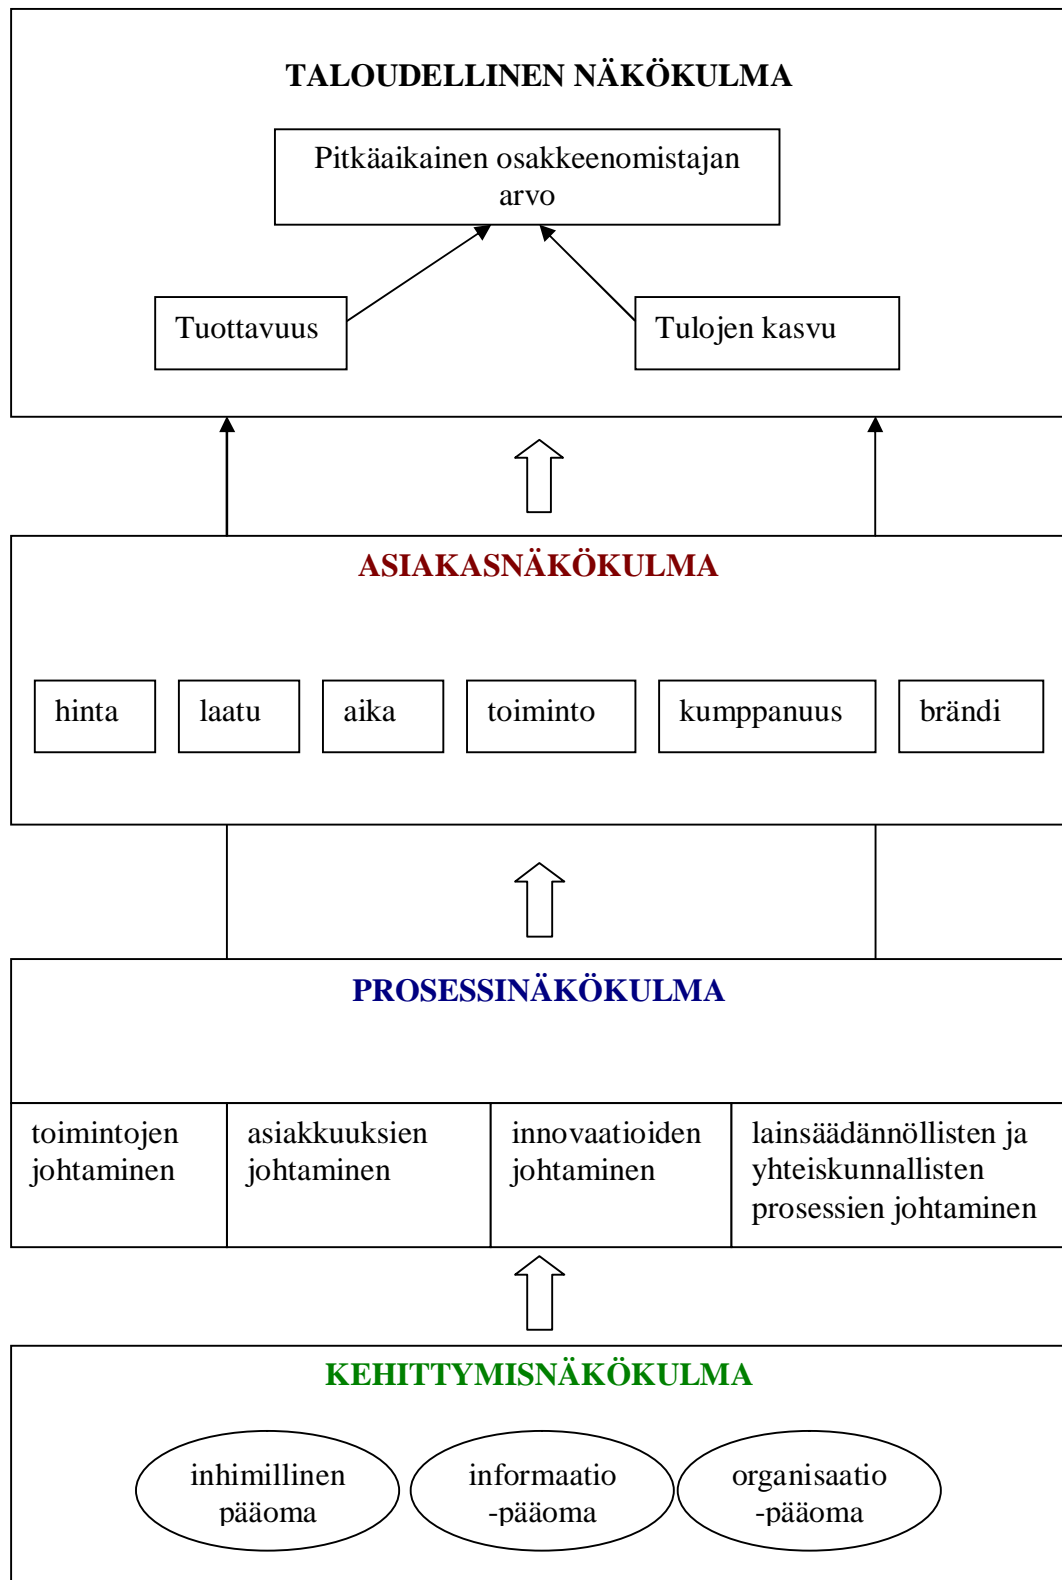 TALOUDELLINEN NÄKÖKULMA
Pitkäaikainen osakkeenomistajan
arvo
Tuottavuus
Tulojen kasvu
ASIAKASNÄKÖKULMA
hinta
laatu
aika
toiminto
kumppanuus
brändi
PROSESSINÄKÖKULMA
toimintojen
johtaminen
asiakkuuksien
johtaminen
innovaatioiden
johtaminen
lainsäädännöllisten ja
yhteiskunnallisten
prosessien johtaminen
KEHITTYMISNÄKÖKULMA
inhimillinen
pääoma
informaatio
-pääoma
organisaatio
-pääoma